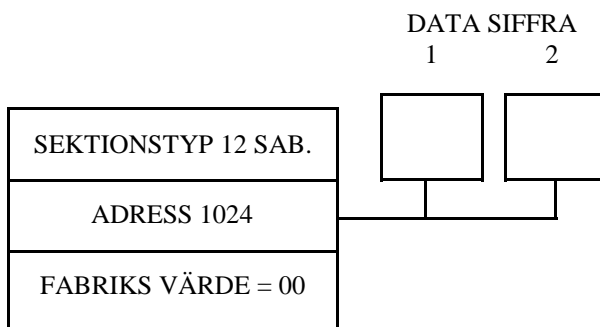 DATA SIFFRA
1 2
SEKTIONSTYP 12 SAB.
ADRESS 1024
FABRIKS VÄRDE = 00